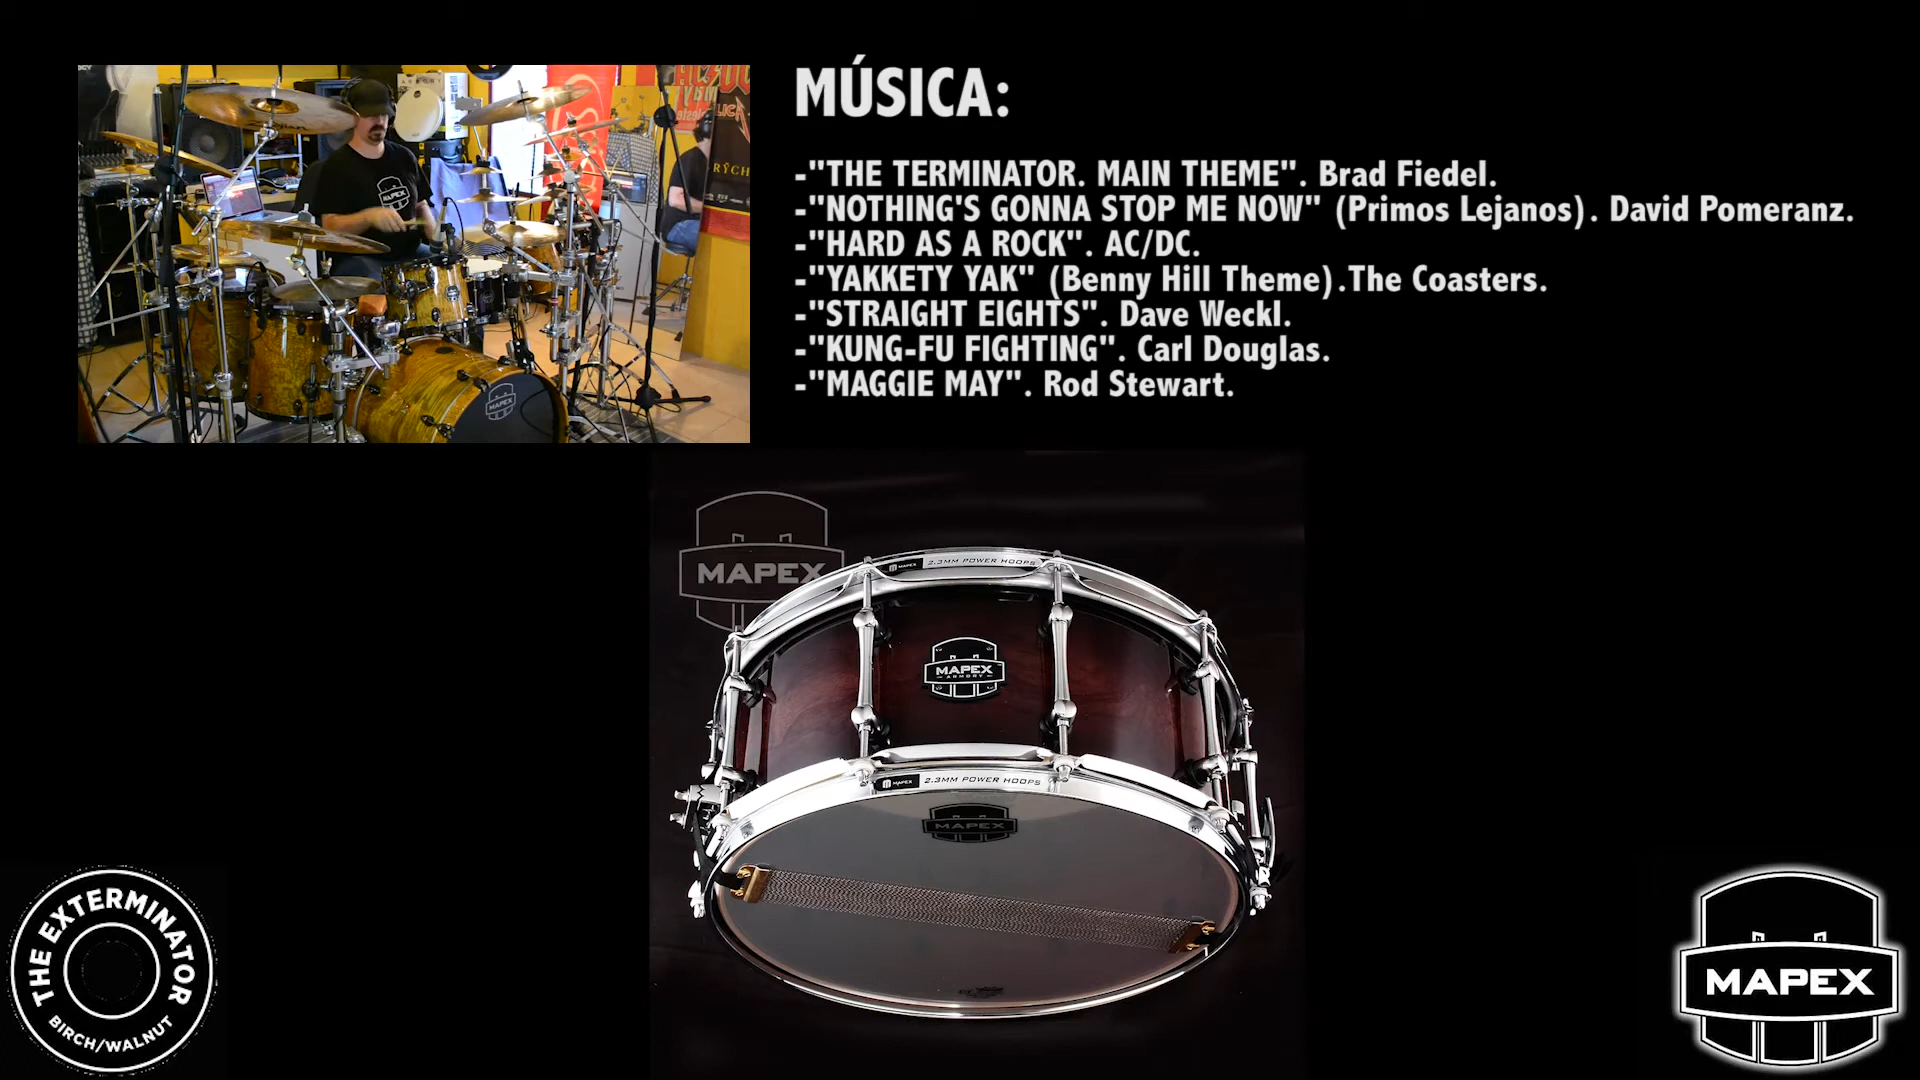 MÚSICA:
-"THE TERMINATOR. MAIN THEME". Brad Fiedel.
-"NOTHING'S GONNA STOP ME NOW" (Primos Lejanos). David Pomeranz.
-"HARD AS A ROCK". AC/DC.
-"YAKKETY YAK" (Benny Hill Theme).The Coasters.
-"STRAIGHT EIGHTS". Dave Weckl.
-"KUNG-FU FIGHTING". Carl Douglas.
-"MAGGIE MAY". Rod Stewart.
MAPEX
MAPEX
MAPEX
MAPEX 2.3MM POWER HOOPS
MAPEX
ARMORY
MAPEX 2.3MM POWER HOOPS
MAPEX
THE EXTERMINATOR
BIRCH/WALNUT
MAPEX